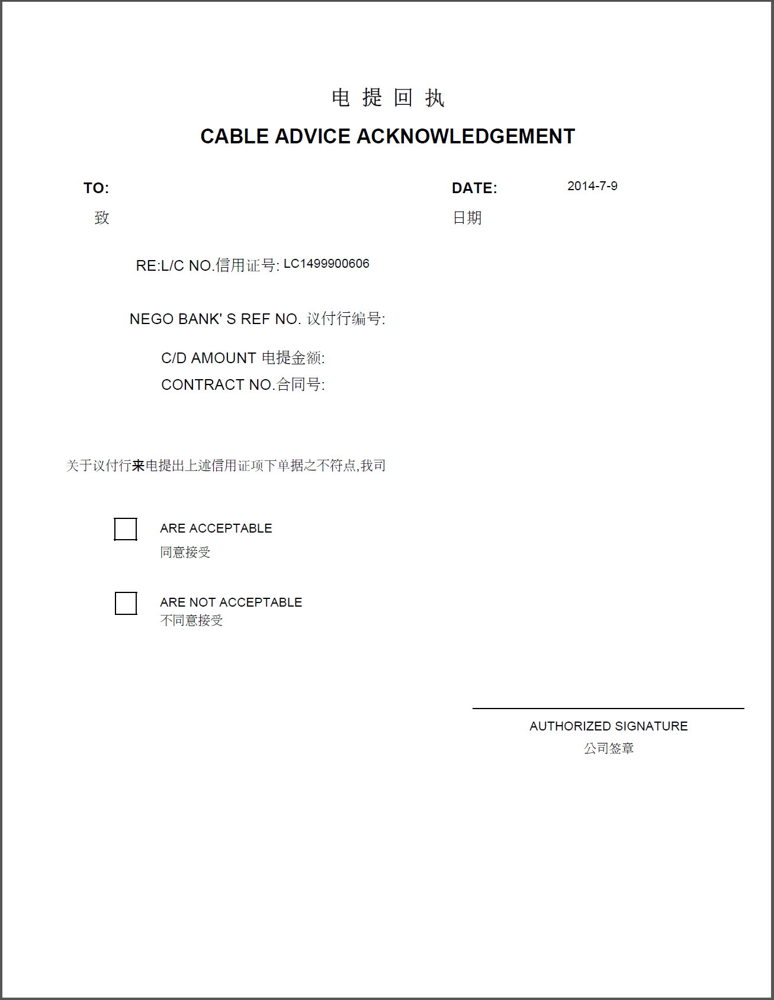 电 提 回 执
CABLE ADVICE ACKNOWLEDGEMENT
TO: DATE: 2014-7-9
致 日期
RE:L/C NO.信用证号: LC1499900606
NEGO BANK' S REF NO. 议付行编号:
C/D AMOUNT 电提金额:
CONTRACT NO.合同号:
关于议付行来电提出上述信用证项下单据之不符点,我司
ARE ACCEPTABLE
同意接受
ARE NOT ACCEPTABLE
不同意接受
AUTHORIZED SIGNATURE
公司签章